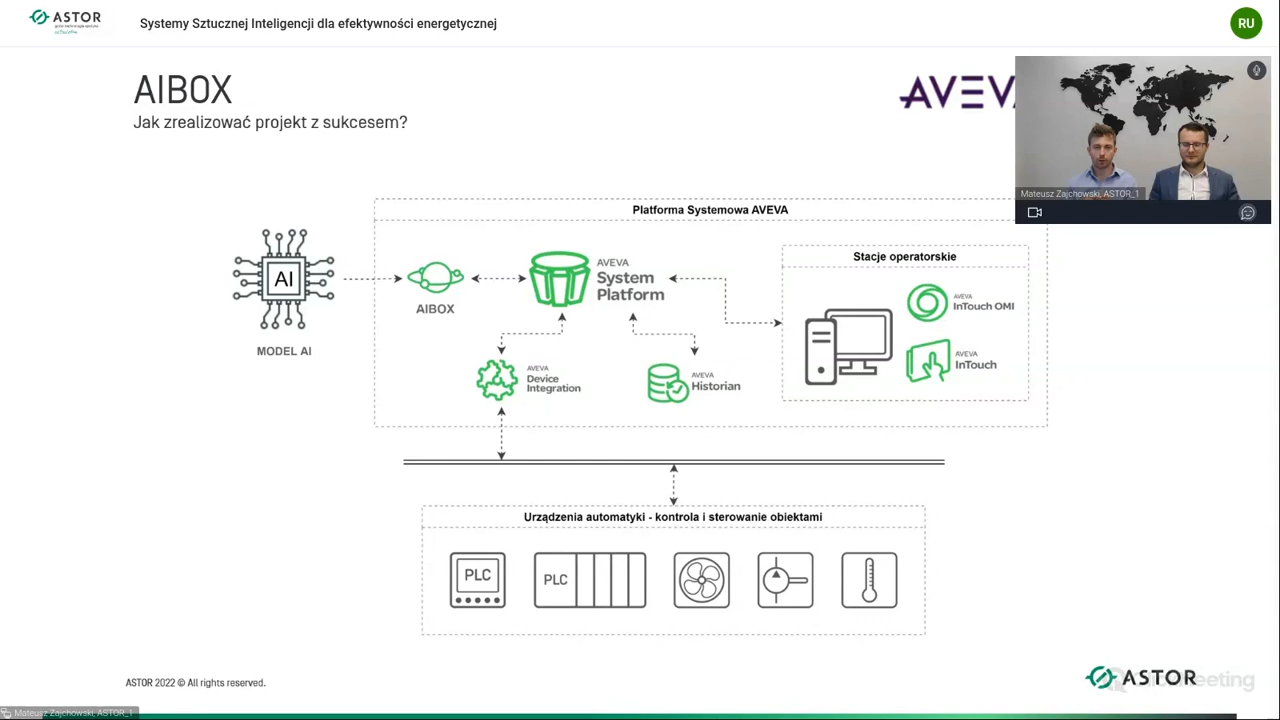 ASTOR
Systemy Sztucznej Inteligencji dla efektywności energetycznej
RU
AIBOX
Jak zrealizować projekt z sukcesem?
Mateusz Zajchowski, ASTOR_1
Platforma Systemowa AVEVA
AI
MODEL AI
AIBOX
AVEVA
System
Platform
Stacje operatorskie
AVEVA
InTouch OMI
AVEVA
InTouch
AVEVA
Device
Integration
AVEVA
Historian
Urządzenia automatyki - kontrola i sterowanie obiektami
PLC
PLC
ASTOR 2022 © All rights reserved.
ASTOR
Mateusz Zajchowski, ASTOR_1